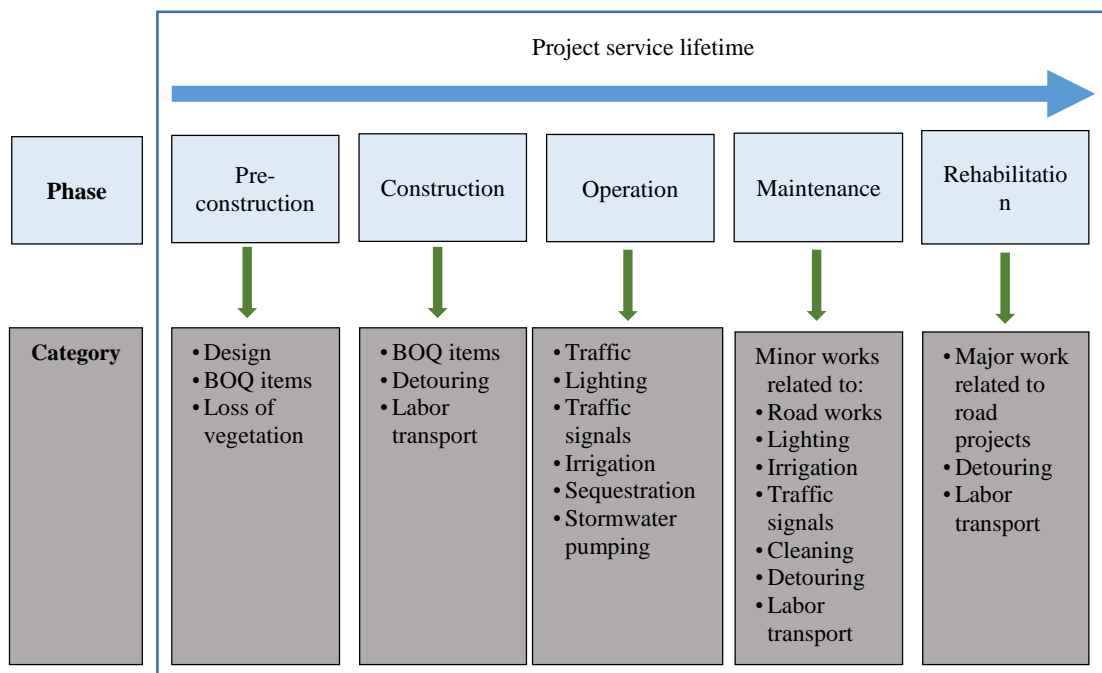 Project service lifetime
Phase
Pre-
construction
Construction
Operation
Maintenance
Rehabilitatio
n
Category
• Design
• BOQ items
• Loss of
vegetation
• BOQ items
• Detouring
• Labor
transport
• Traffic
• Lighting
• Traffic
signals
• Irrigation
• Sequestration
• Stormwater
pumping
Minor works
related to:
• Road works
• Lighting
• Irrigation
• Traffic
signals
• Cleaning
• Detouring
• Labor
transport
• Major work
related to
road
projects
• Detouring
• Labor
transport